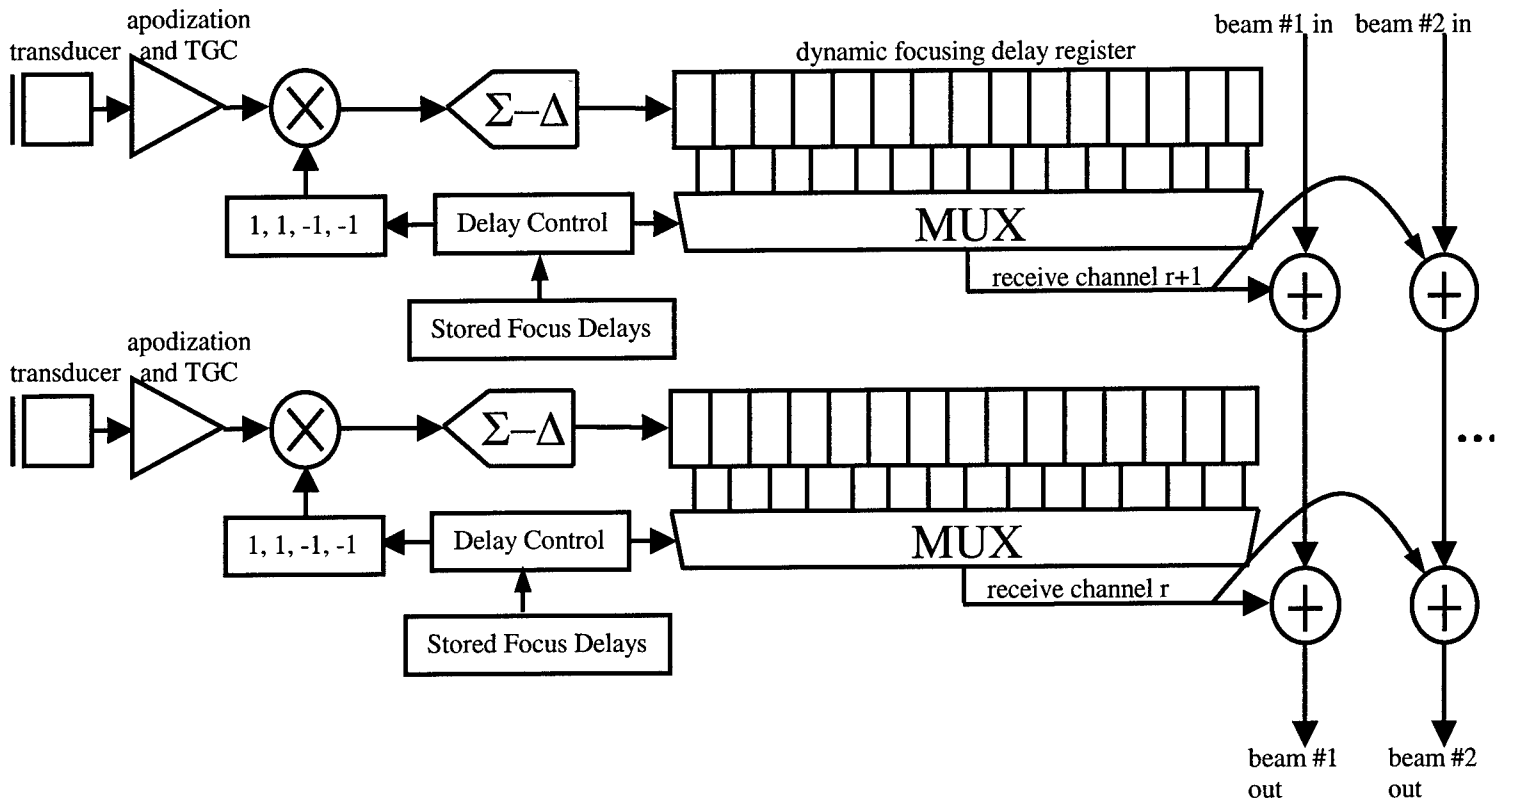 beam #1 in beam #2 in
apodization
transducer and TGC
dynamic focusing delay register
Σ–Δ
1, 1, -1, -1
Delay Control
MUX
receive channel r+1
Stored Focus Delays
apodization
transducer and TGC
Σ–Δ
...
1, 1, -1, -1
Delay Control
MUX
receive channel r
Stored Focus Delays
beam #1
out
beam #2
out